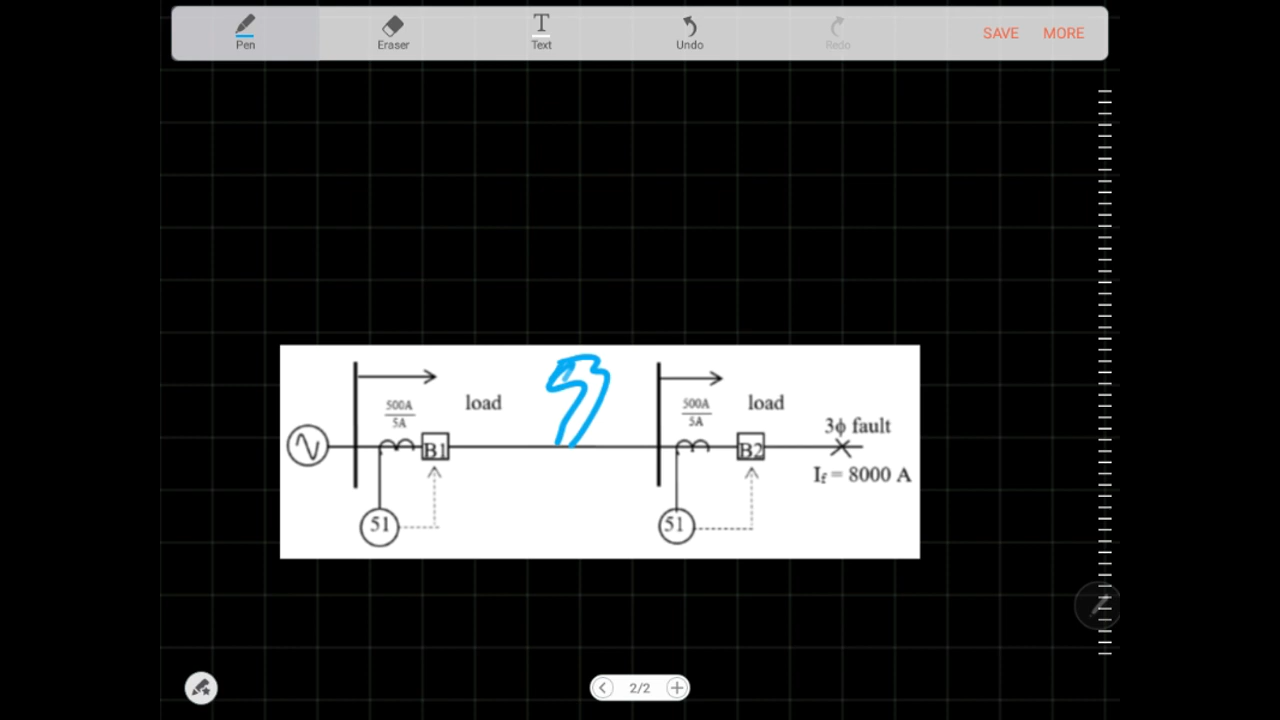 Pen Eraser Text Undo Redo SAVE MORE
T
500A
5A
load
500A
5A
load
3ϕ fault
B1
B2
If = 8000 A
51
51
2/2